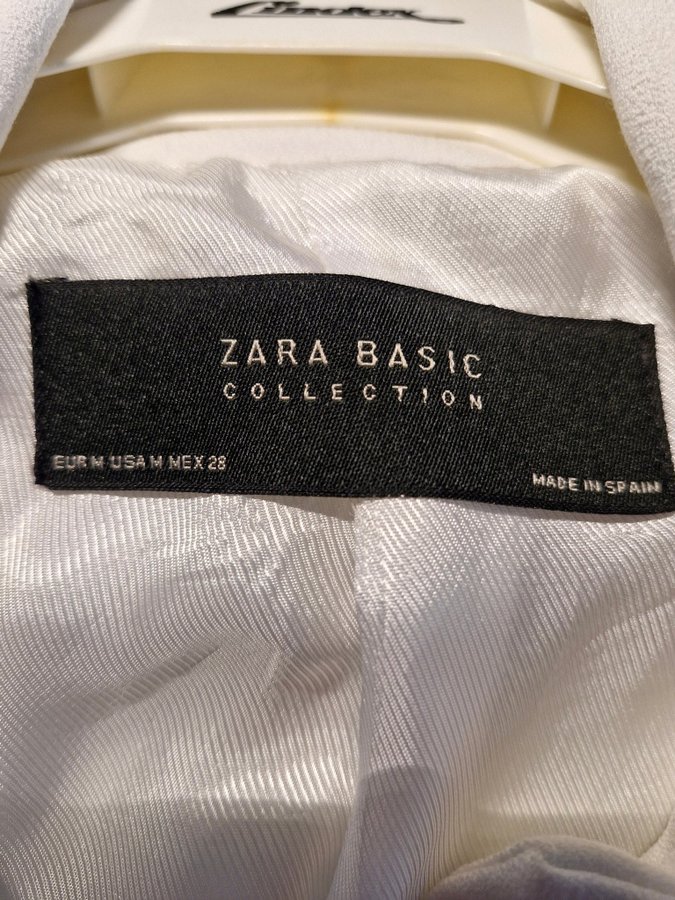 ZARA BASIC
COLLECTION
EUR M USA M MEX 28
MADE IN SPAIN